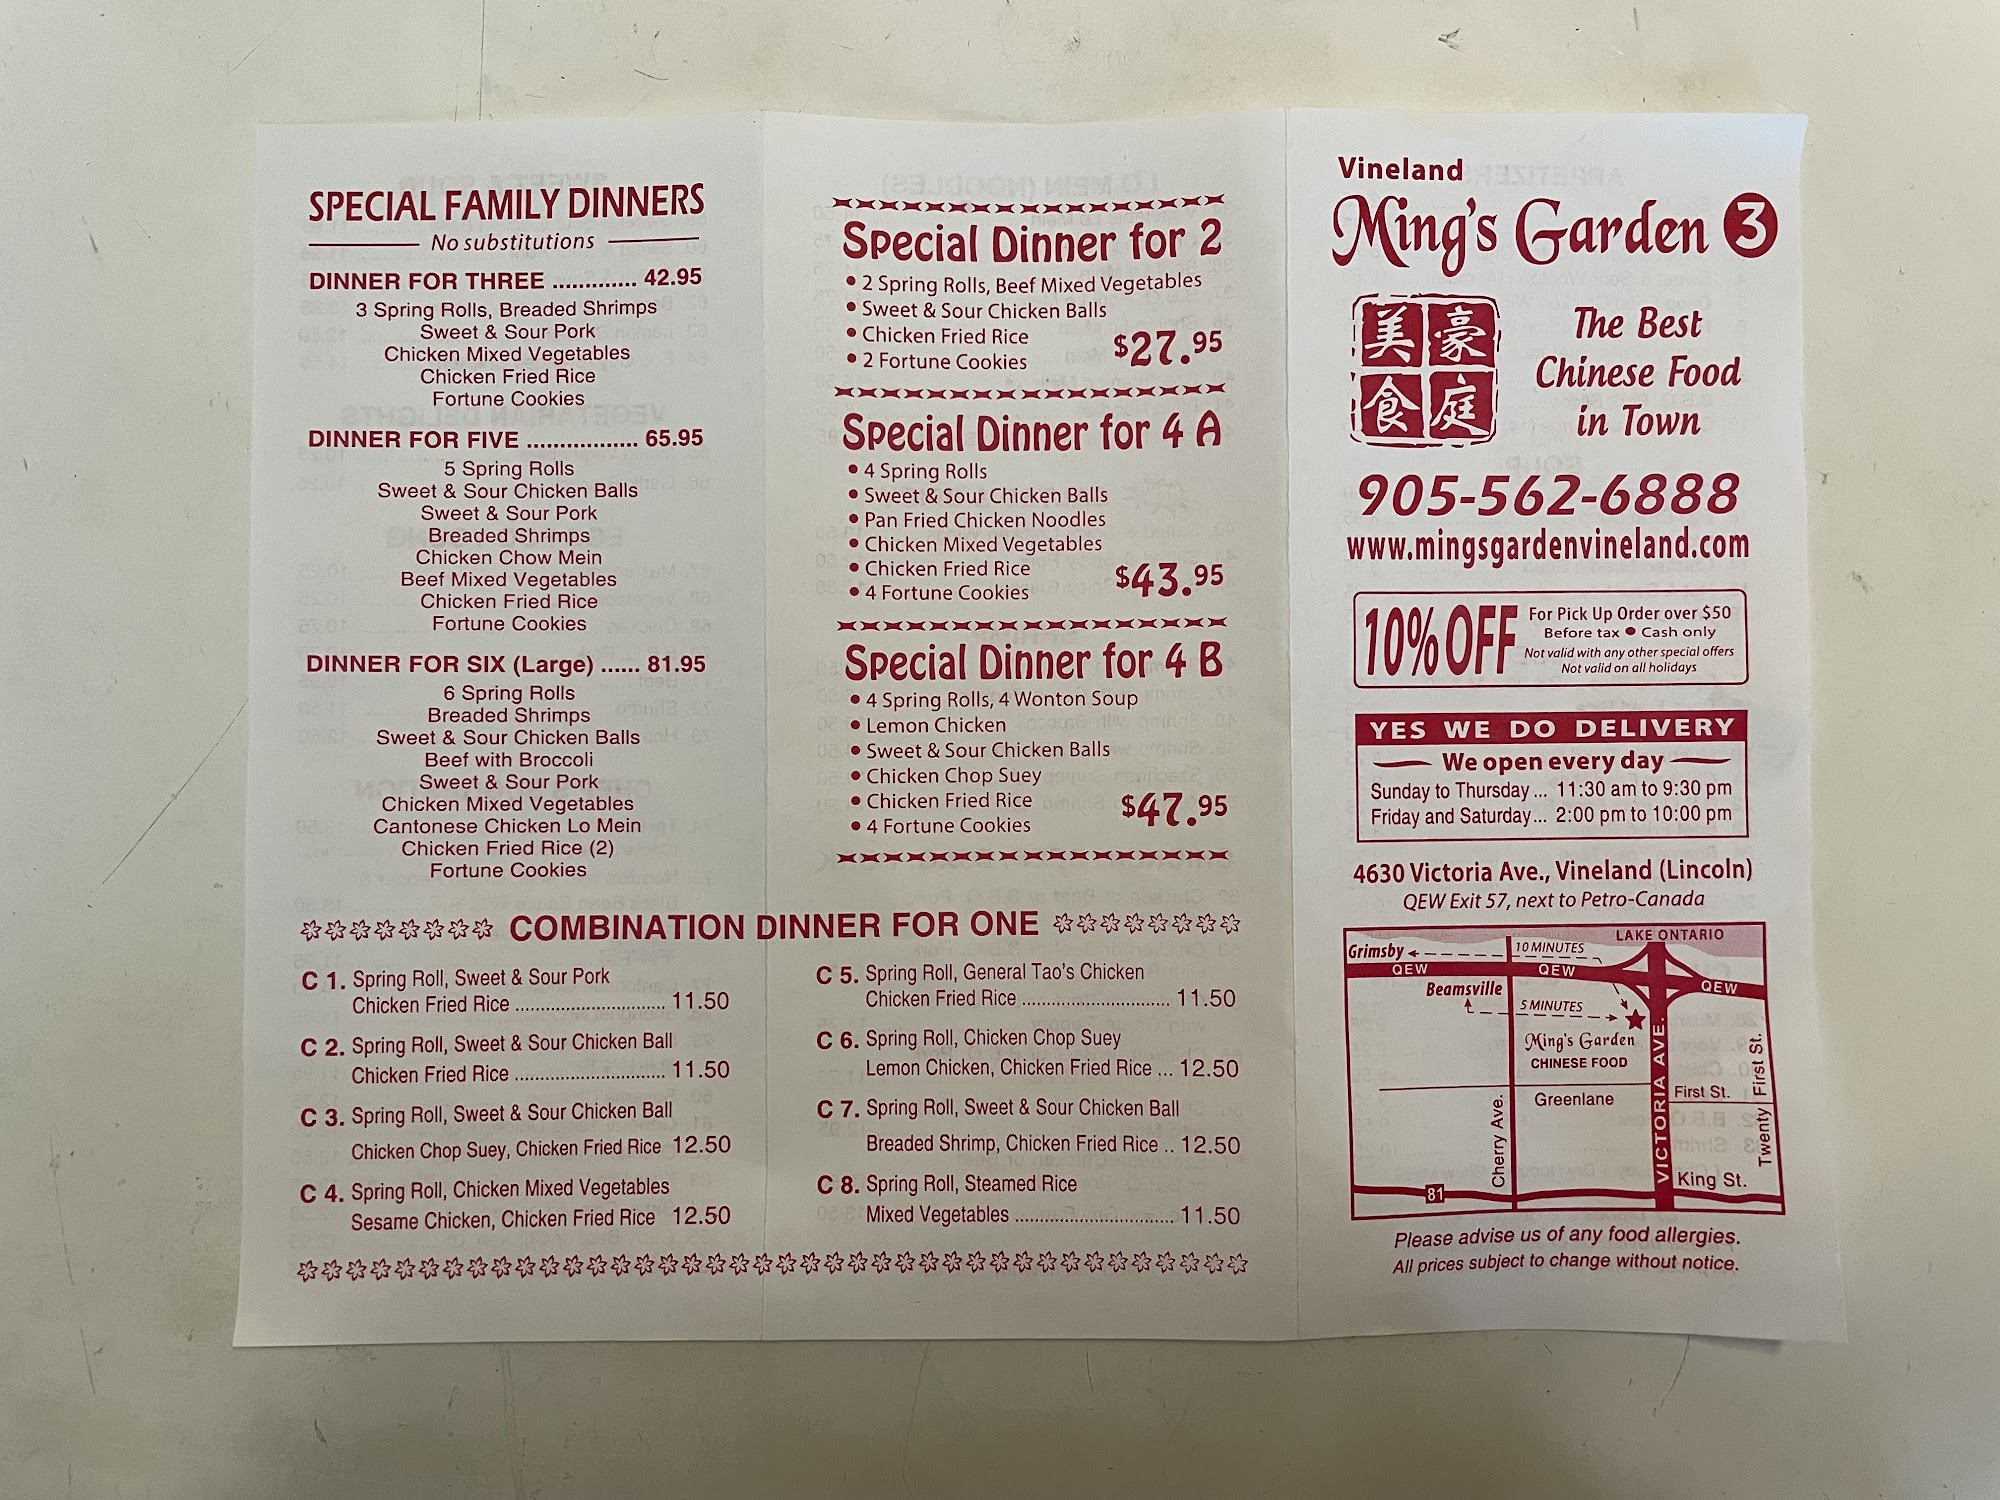 SPECIAL FAMILY DINNERS
No substitutions
DINNER FOR THREE ............. 42.95
3 Spring Rolls, Breaded Shrimps
Sweet & Sour Pork
Chicken Mixed Vegetables
Chicken Fried Rice
Fortune Cookies
DINNER FOR FIVE ................. 65.95
5 Spring Rolls
Sweet & Sour Chicken Balls
Sweet & Sour Pork
Breaded Shrimps
Chicken Chow Mein
Beef Mixed Vegetables
Chicken Fried Rice
Fortune Cookies
DINNER FOR SIX (Large) ...... 81.95
6 Spring Rolls
Breaded Shrimps
Sweet & Sour Chicken Balls
Beef with Broccoli
Sweet & Sour Pork
Chicken Mixed Vegetables
Cantonese Chicken Lo Mein
Chicken Fried Rice (2)
Fortune Cookies
Special Dinner for 2
• 2 Spring Rolls, Beef Mixed Vegetables
• Sweet & Sour Chicken Balls
• Chicken Fried Rice
• 2 Fortune Cookies
$27.95
Special Dinner for 4 A
• 4 Spring Rolls
• Sweet & Sour Chicken Balls
• Pan Fried Chicken Noodles
• Chicken Mixed Vegetables
• Chicken Fried Rice
• 4 Fortune Cookies
$43.95
Special Dinner for 4 B
• 4 Spring Rolls, 4 Wonton Soup
• Lemon Chicken
• Sweet & Sour Chicken Balls
• Chicken Chop Suey
• Chicken Fried Rice
• 4 Fortune Cookies
$47.95
COMBINATION DINNER FOR ONE
C 1. Spring Roll, Sweet & Sour Pork
Chicken Fried Rice ............................ 11.50
C 2. Spring Roll, Sweet & Sour Chicken Ball
Chicken Fried Rice ............................ 11.50
C 3. Spring Roll, Sweet & Sour Chicken Ball
Chicken Chop Suey, Chicken Fried Rice 12.50
C 4. Spring Roll, Chicken Mixed Vegetables
Sesame Chicken, Chicken Fried Rice 12.50
C 5. Spring Roll, General Tao's Chicken
Chicken Fried Rice ............................ 11.50
C 6. Spring Roll, Chicken Chop Suey
Lemon Chicken, Chicken Fried Rice ... 12.50
C 7. Spring Roll, Sweet & Sour Chicken Ball
Breaded Shrimp, Chicken Fried Rice .. 12.50
C 8. Spring Roll, Steamed Rice
Mixed Vegetables .............................. 11.50
Vineland
Ming's Garden 3
美豪
食庭
The Best
Chinese Food
in Town
905-562-6888
www.mingsgardenvineland.com
10% OFF
For Pick Up Order over $50
Before tax • Cash only
Not valid with any other special offers
Not valid on all holidays
YES WE DO DELIVERY
We open every day
Sunday to Thursday ... 11:30 am to 9:30 pm
Friday and Saturday... 2:00 pm to 10:00 pm
4630 Victoria Ave., Vineland (Lincoln)
QEW Exit 57, next to Petro-Canada
LAKE ONTARIO
Grimsby
10 MINUTES
QEW
QEW
QEW
Beamsville
5 MINUTES
Ming's Garden
CHINESE FOOD
Greenlane
Cherry Ave.
VICTORIA AVE.
First St.
Twenty First St.
King St.
81
Please advise us of any food allergies.
All prices subject to change without notice.